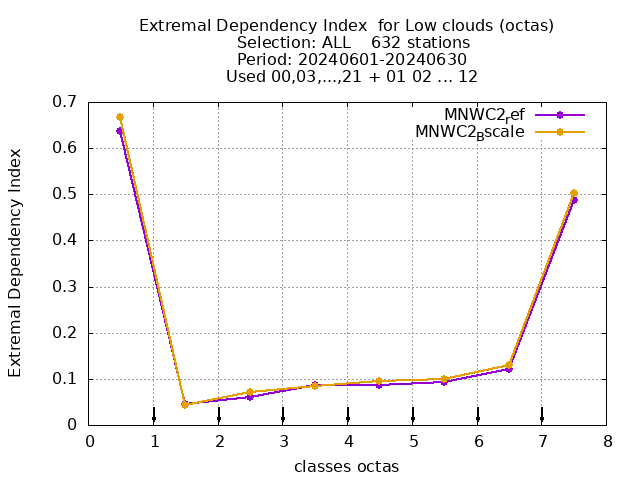 Extremal Dependency Index  for Low clouds (octas)
Selection: ALL    632 stations
Period: 20240601-20240630
Used 00,03,...,21 + 01 02 ... 12
MNWC2ref
MNWC2Bscale
0.7
0.6
0.5
0.4
0.3
0.2
0.1
0
Extremal Dependency Index
0 1 2 3 4 5 6 7 8
classes octas